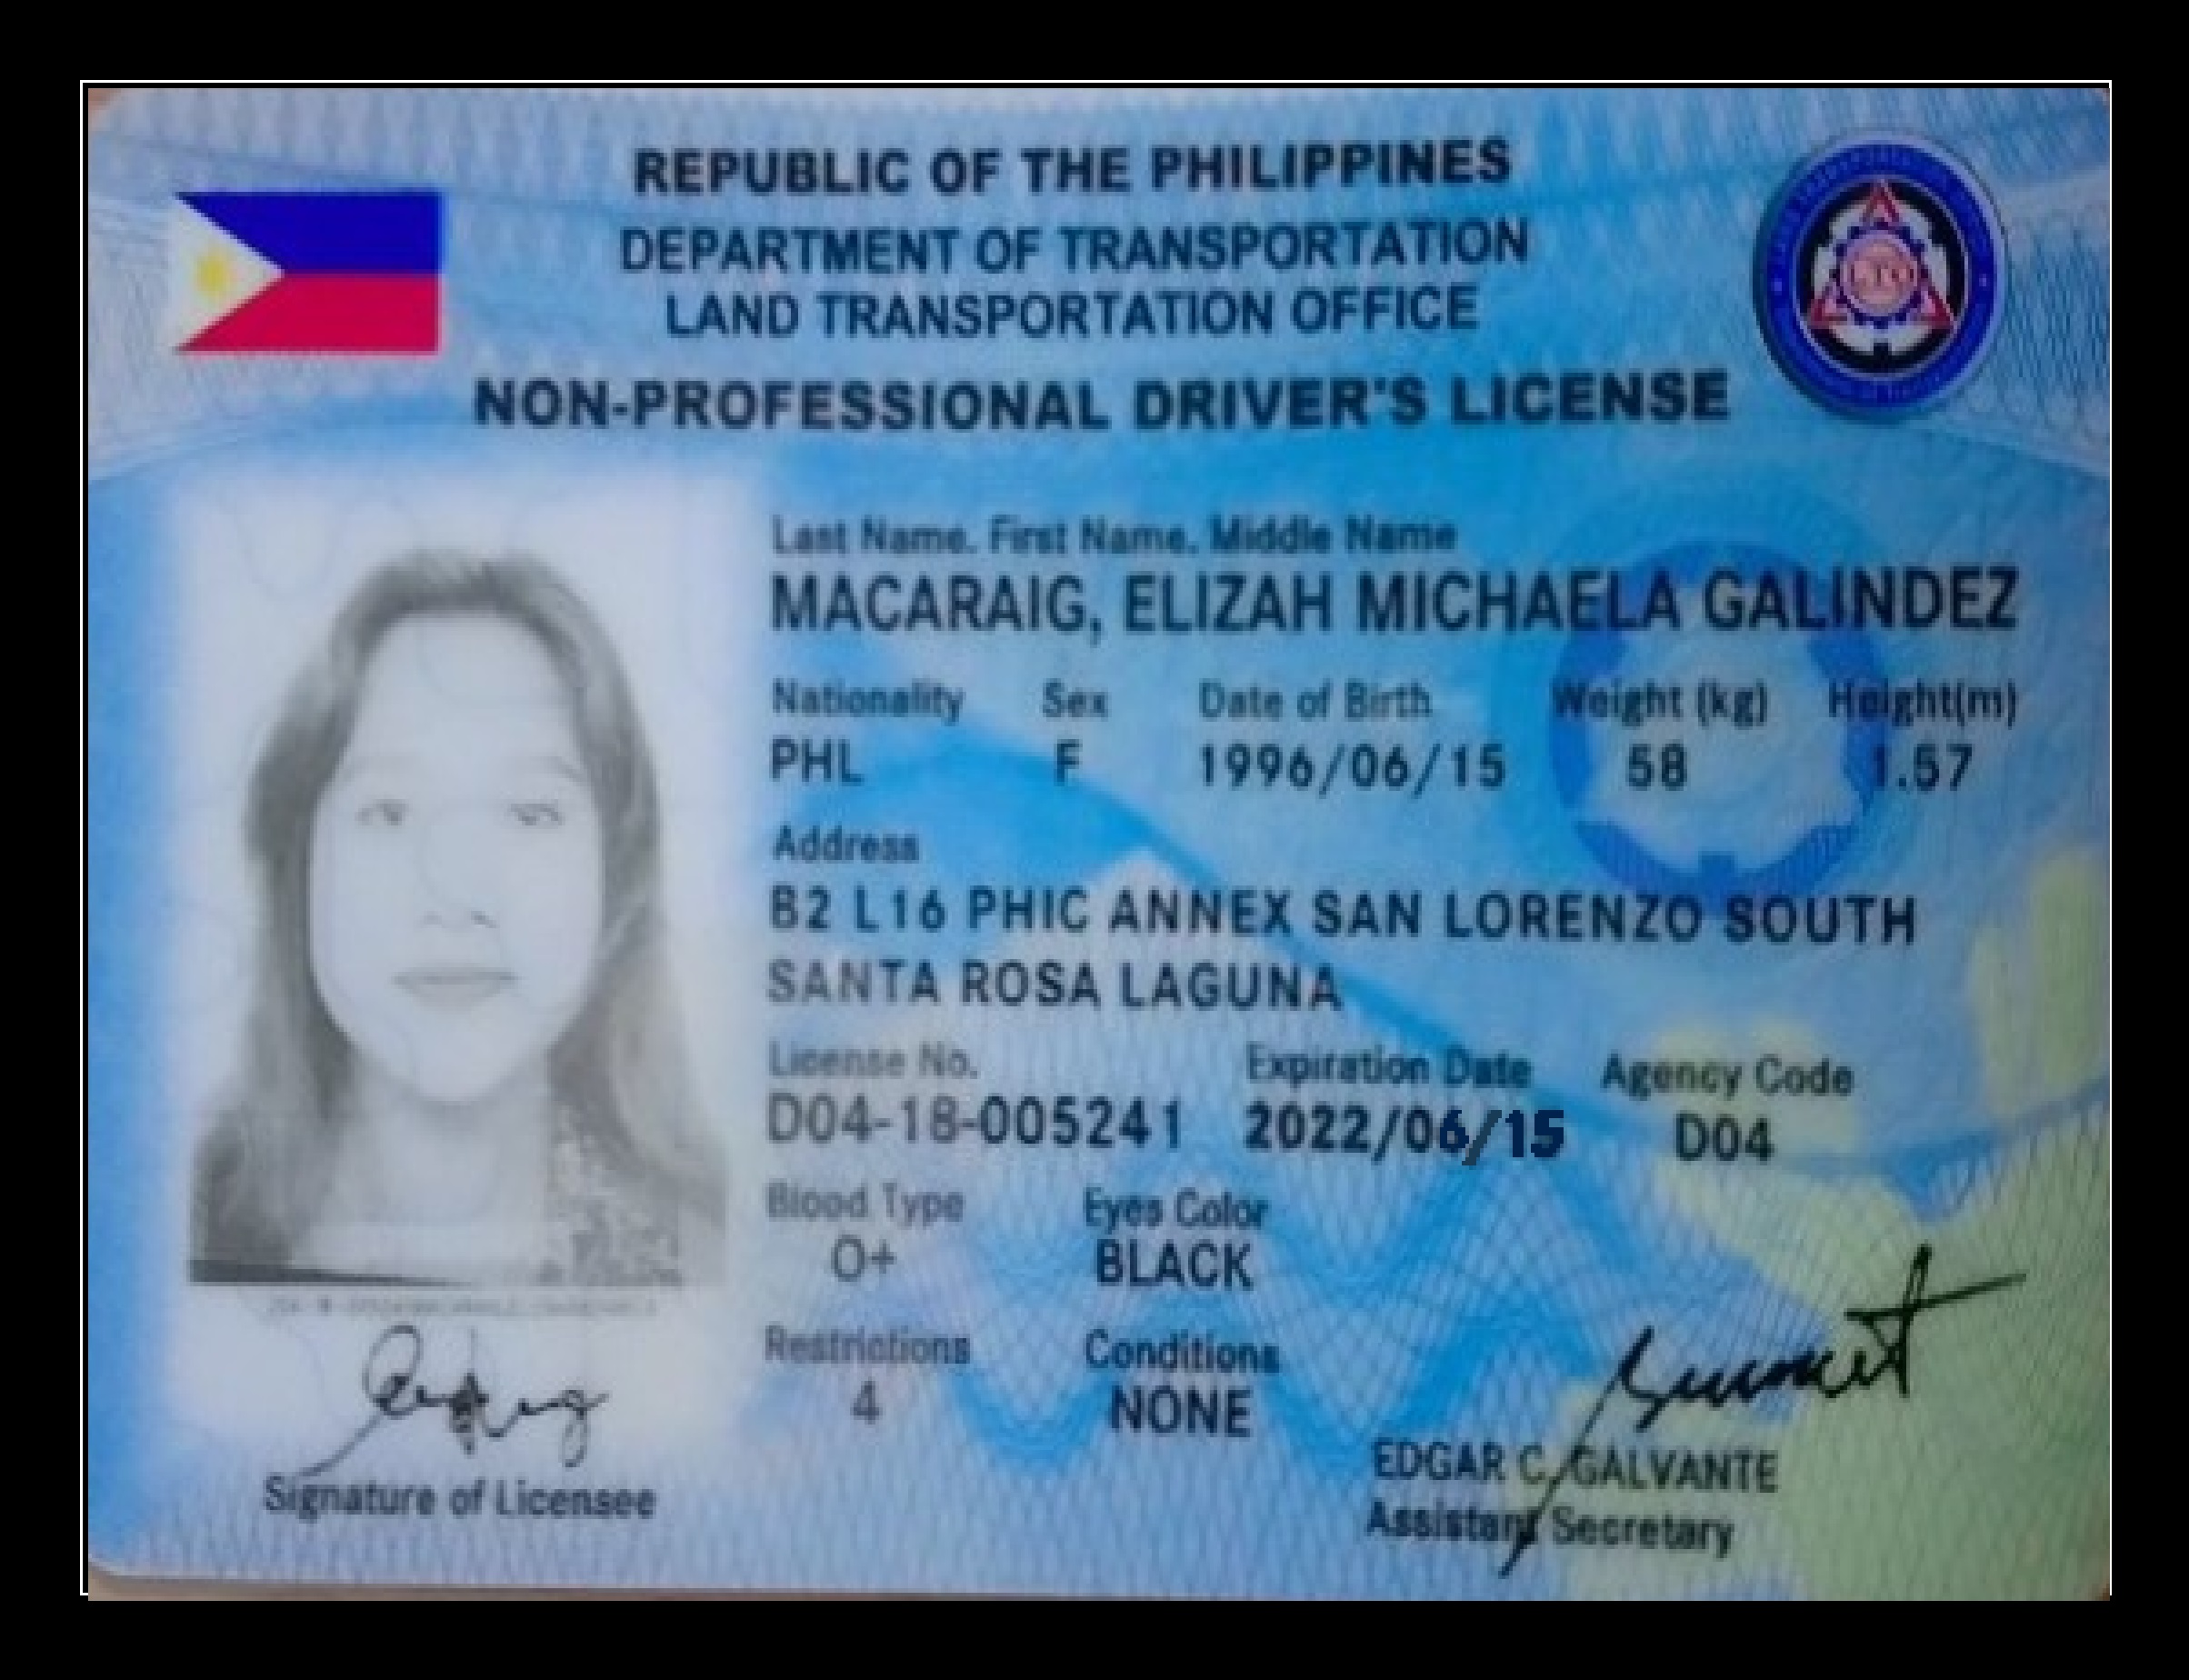 REPUBLIC OF THE PHILIPPINES
DEPARTMENT OF TRANSPORTATION
LAND TRANSPORTATION OFFICE
LTO
NON-PROFESSIONAL DRIVER'S LICENSE
Last Name. First Name. Middle Name
MACARAIG, ELIZAH MICHAELA GALINDEZ
Nationality Sex Date of Birth Weight (kg) Height(m)
PHL F 1996/06/15 58 1.57
Address
B2 L16 PHIC ANNEX SAN LORENZO SOUTH
SANTA ROSA LAGUNA
License No. Expiration Date Agency Code
D04-18-005241 2022/06/15 D04
Blood Type Eyes Color
O+ BLACK
Restrictions Conditions
4 NONE
Signature of Licensee
EDGAR C. GALVANTE
Assistant Secretary